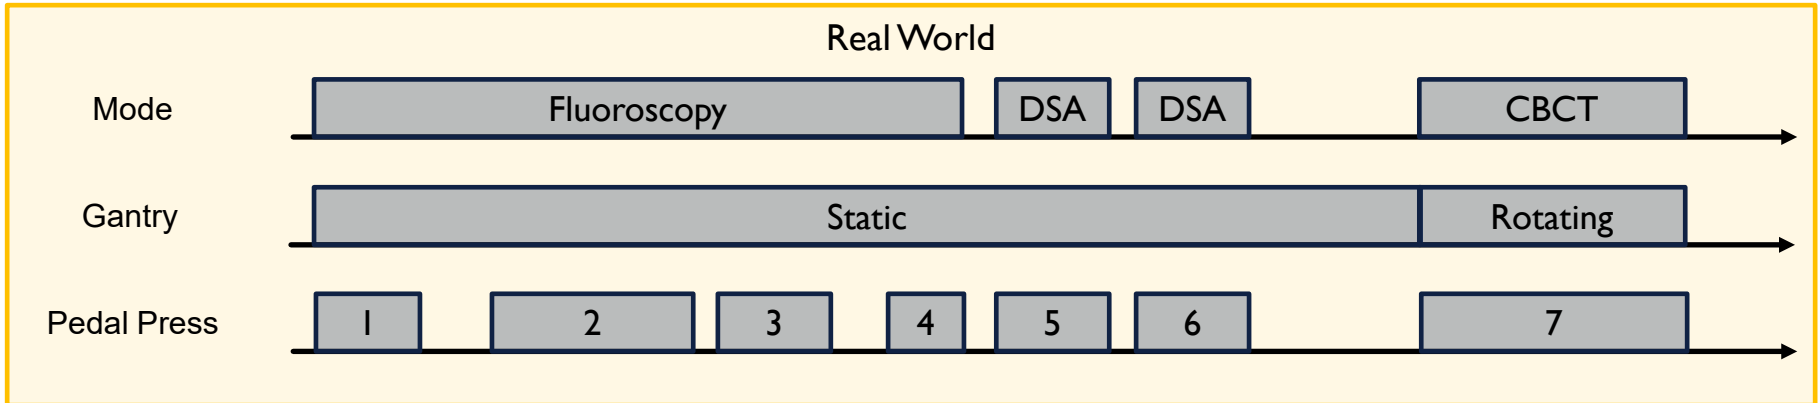 Real World
Mode
Fluoroscopy
DSA
DSA
CBCT
Gantry
Static
Rotating
Pedal Press
1
2
3
4
5
6
7